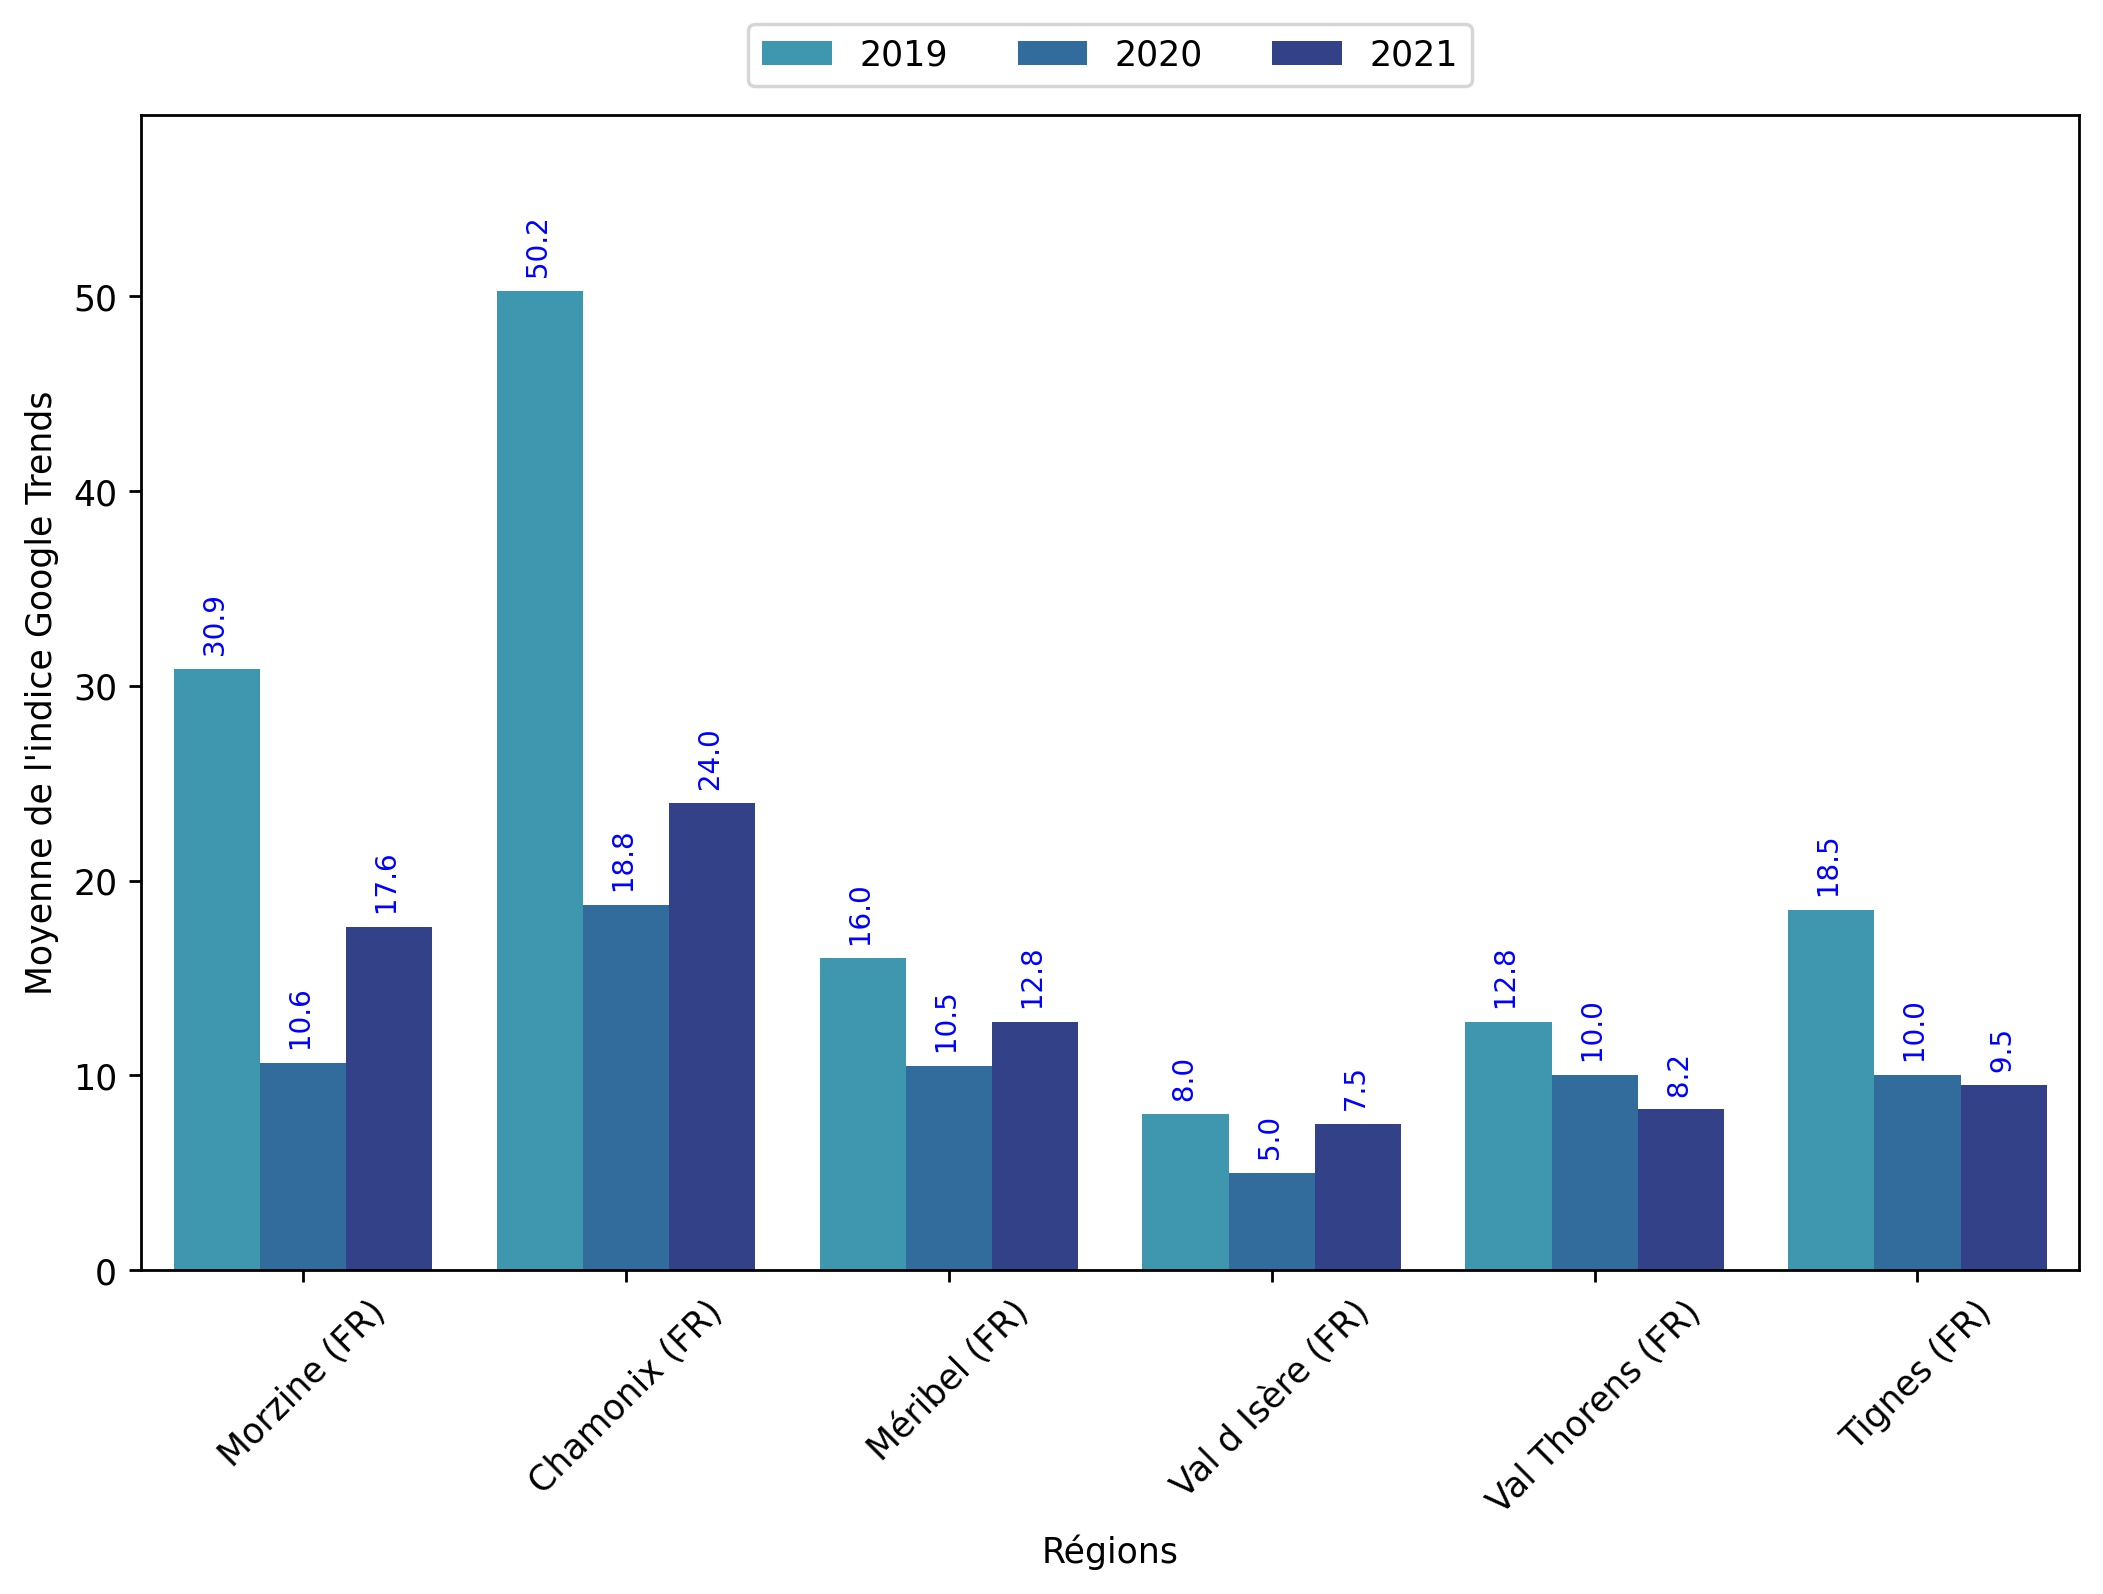 2019 2020 2021
Moyenne de l'indice Google Trends
50
40
30
20
10
0
30.9 10.6 17.6
50.2 18.8 24.0
16.0 10.5 12.8
8.0 5.0 7.5
12.8 10.0 8.2
18.5 10.0 9.5
Morzine (FR)
Chamonix (FR)
Méribel (FR)
Val d Isère (FR)
Val Thorens (FR)
Tignes (FR)
Régions